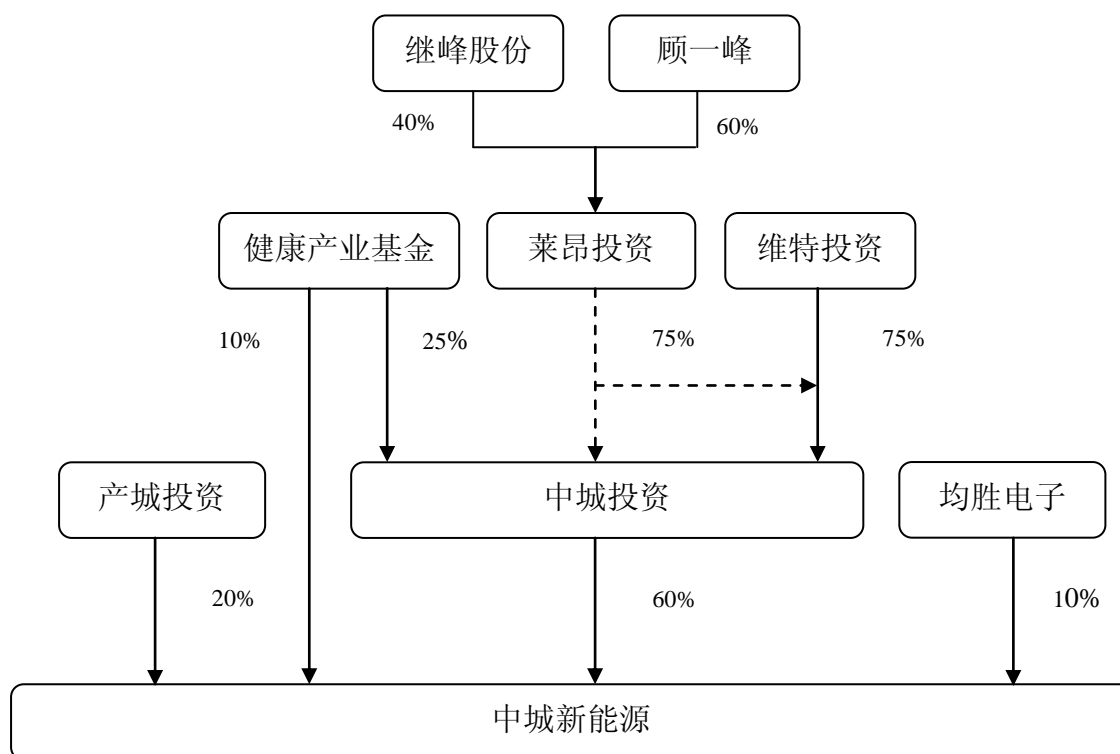 继峰股份
顾一峰
40%
60%
健康产业基金
莱昂投资
维特投资
10%
25%
75%
75%
产城投资
中城投资
均胜电子
20%
60%
10%
中城新能源